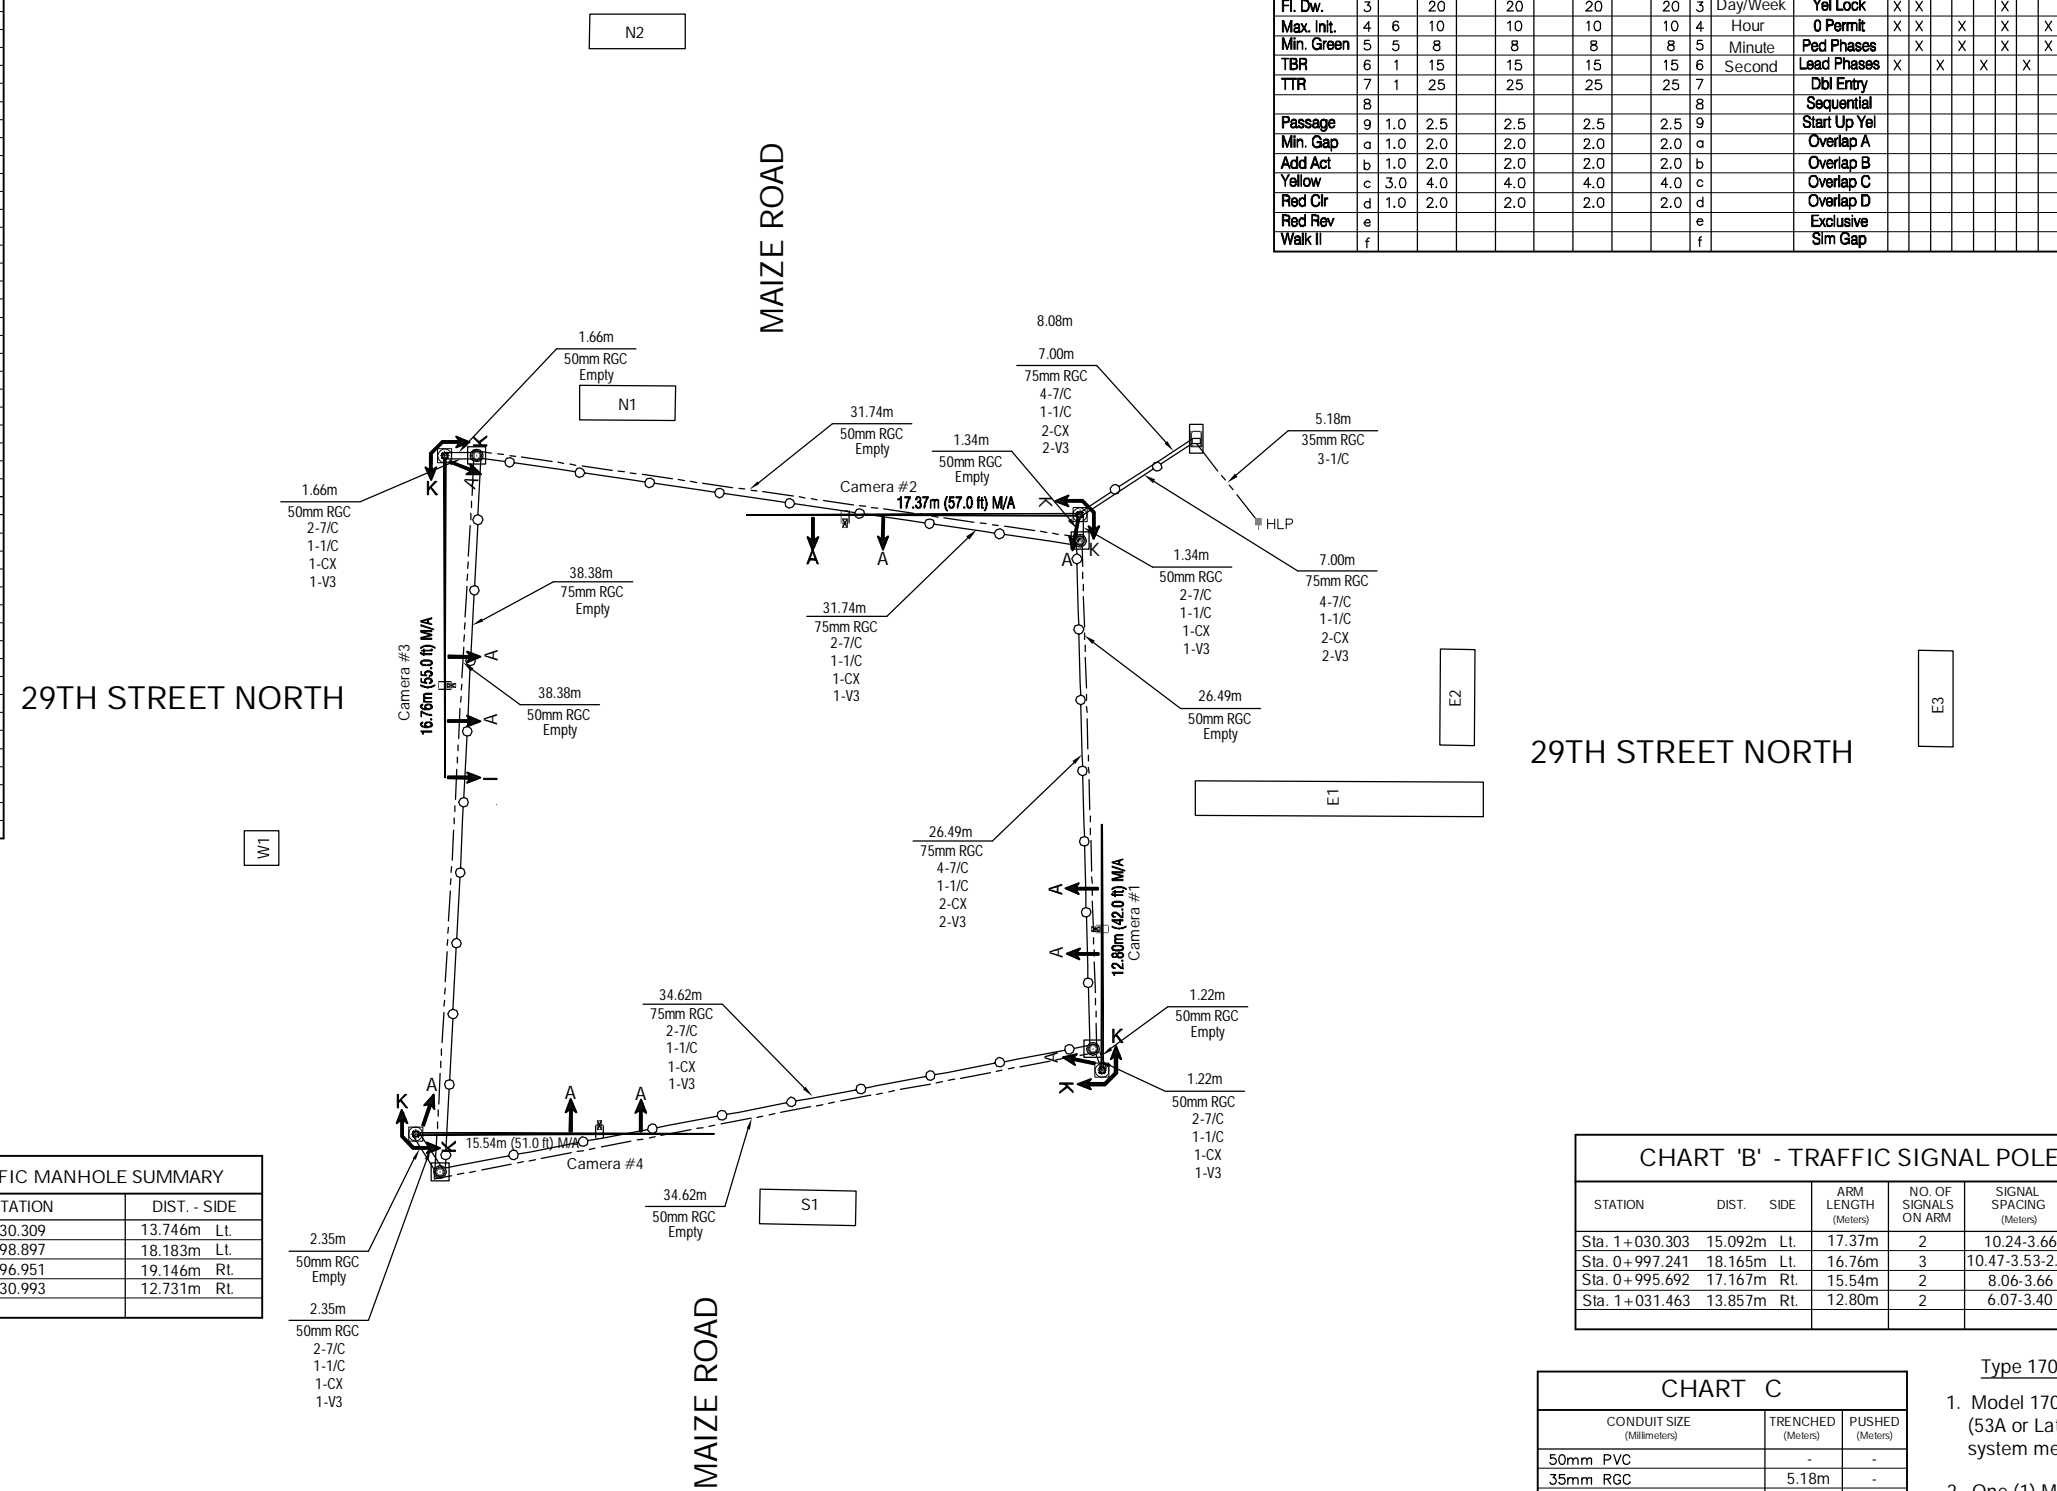 N2
MAIZE ROAD
Fl. Dw. 3 20 20 20 20 3 Day/Week Yel Lock X X X
Max. Init. 4 6 10 10 10 10 4 Hour 0 Permit X X X X X
Min. Green 5 5 8 8 8 8 5 Minute Ped Phases X X X X
TBR 6 1 15 15 15 15 6 Second Lead Phases X X X X
TTR 7 1 25 25 25 25 7 Dbl Entry
8 8 Sequential
Passage 9 1.0 2.5 2.5 2.5 2.5 9 Start Up Yel
Min. Gap a 1.0 2.0 2.0 2.0 2.0 a Overlap A
Add Act b 1.0 2.0 2.0 2.0 2.0 b Overlap B
Yellow c 3.0 4.0 4.0 4.0 4.0 c Overlap C
Red Clr d 1.0 2.0 2.0 2.0 2.0 d Overlap D
Red Rev e e Exclusive
Walk II f f Sim Gap
1.66m
50mm RGC
Empty
N1
8.08m
7.00m
75mm RGC
4-7/C
1-1/C
2-CX
2-V3
31.74m
50mm RGC
Empty
1.34m
50mm RGC
Empty
5.18m
35mm RGC
3-1/C
HLP
K
K
A
1.66m
50mm RGC
2-7/C
1-1/C
1-CX
1-V3
Camera #2
17.37m (57.0 ft) M/A
A
A
K
A
K
38.38m
75mm RGC
Empty
31.74m
75mm RGC
2-7/C
1-1/C
1-CX
1-V3
1.34m
50mm RGC
2-7/C
1-1/C
1-CX
1-V3
7.00m
75mm RGC
4-7/C
1-1/C
2-CX
2-V3
29TH STREET NORTH
Camera #3
16.76m (55.0 ft) M/A
A
A
I
38.38m
50mm RGC
Empty
26.49m
50mm RGC
Empty
E2
E3
29TH STREET NORTH
E1
W1
26.49m
75mm RGC
4-7/C
1-1/C
2-CX
2-V3
A
A
12.80m (42.0 ft) M/A
Camera #1
34.62m
75mm RGC
2-7/C
1-1/C
1-CX
1-V3
1.22m
50mm RGC
Empty
K
A
K
1.22m
50mm RGC
2-7/C
1-1/C
1-CX
1-V3
K
A
K
A
A
15.54m (51.0 ft) M/A
Camera #4
34.62m
50mm RGC
Empty
S1
FIC MANHOLE SUMMARY
TATION DIST. - SIDE
30.309 13.746m Lt.
98.897 18.183m Lt.
96.951 19.146m Rt.
30.993 12.731m Rt.
2.35m
50mm RGC
Empty
2.35m
50mm RGC
2-7/C
1-1/C
1-CX
1-V3
MAIZE ROAD
CHART 'B' - TRAFFIC SIGNAL POLE
STATION DIST. SIDE ARM LENGTH (Meters) NO. OF SIGNALS ON ARM SIGNAL SPACING (Meters)
Sta. 1+030.303 15.092m Lt. 17.37m 2 10.24-3.66
Sta. 0+997.241 18.165m Lt. 16.76m 3 10.47-3.53-2.
Sta. 0+995.692 17.167m Rt. 15.54m 2 8.06-3.66
Sta. 1+031.463 13.857m Rt. 12.80m 2 6.07-3.40
CHART C
CONDUIT SIZE (Millimeters) TRENCHED (Meters) PUSHED (Meters)
50mm PVC - -
35mm RGC 5.18m -
Type 170
1. Model 170
(53A or La
system me
2. One (1) M